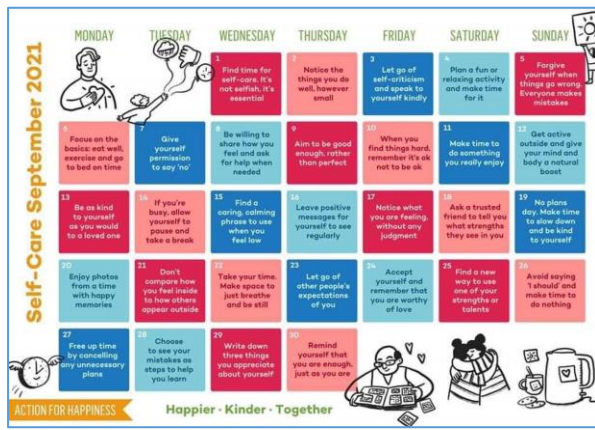 Self-Care September 2021
MONDAY TUESDAY WEDNESDAY THURSDAY FRIDAY SATURDAY SUNDAY
1
Find time for
self-care. It's
not selfish, it's
essential
2
Notice the
things you do
well, however
small
3
Let go of
self-criticism
and speak to
yourself kindly
4
Plan a fun or
relaxing activity
and make time
for it
5
Forgive
yourself when
things go wrong.
Everyone makes
mistakes
6
Focus on the
basics: eat well,
exercise and go
to bed on time
7
Give
yourself
permission
to say 'no'
8
Be willing to
share how you
feel and ask
for help when
needed
9
Aim to be good
enough, rather
than perfect
10
When you
find things hard,
remember it's ok
not to be ok
11
Make time to
do something
you really enjoy
12
Get active
outside and give
your mind and
body a natural
boost
13
Be as kind
to yourself
as you would
to a loved one
14
If you're
busy, allow
yourself to
pause and
take a break
15
Find a
caring, calming
phrase to use
when you
feel low
16
Leave positive
messages for
yourself to see
regularly
17
Notice what
you are feeling,
without any
judgment
18
Ask a trusted
friend to tell you
what strengths
they see in you
19
No plans
day. Make time
to slow down
and be kind
to yourself
20
Enjoy photos
from a time
with happy
memories
21
Don't
compare how
you feel inside
to how others
appear outside
22
Take your time.
Make space to
just breathe
and be still
23
Let go of
other people's
expectations
of you
24
Accept
yourself and
remember that
you are worthy
of love
25
Find a new
way to use
one of your
strengths or
talents
26
Avoid saying
'I should' and
make time to
do nothing
27
Free up time
by cancelling
any unnecessary
plans
28
Choose
to see your
mistakes as
steps to help
you learn
29
Write down
three things
you appreciate
about yourself
30
Remind
yourself that
you are enough,
just as you are
ACTION FOR HAPPINESS
Happier · Kinder · Together